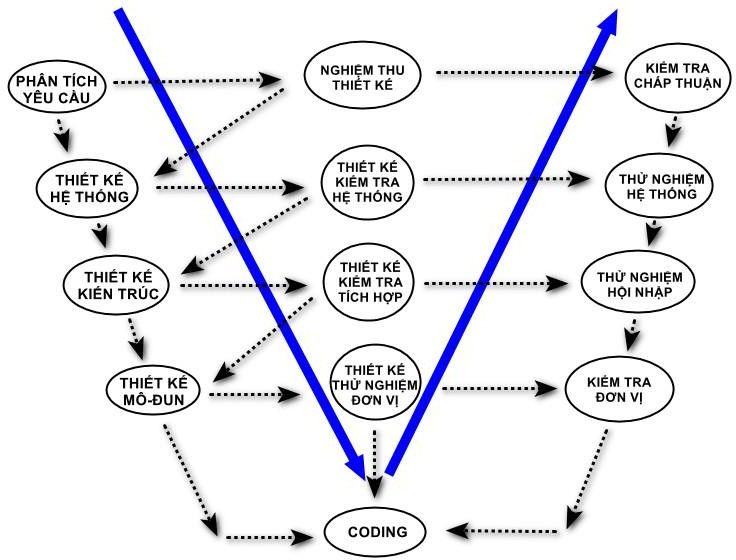 PHÂN TÍCH
YÊU CẦU
NGHIỆM THU
THIẾT KẾ
KIỂM TRA
CHẤP THUẬN
THIẾT KẾ
HỆ THỐNG
THIẾT KẾ
KIỂM TRA
HỆ THỐNG
THỬ NGHIỆM
HỆ THỐNG
THIẾT KẾ
KIẾN TRÚC
THIẾT KẾ
KIỂM TRA
TÍCH HỢP
THỬ NGHIỆM
HỘI NHẬP
THIẾT KẾ
MÔ-ĐUN
THIẾT KẾ
THỬ NGHIỆM
ĐƠN VỊ
KIỂM TRA
ĐƠN VỊ
CODING